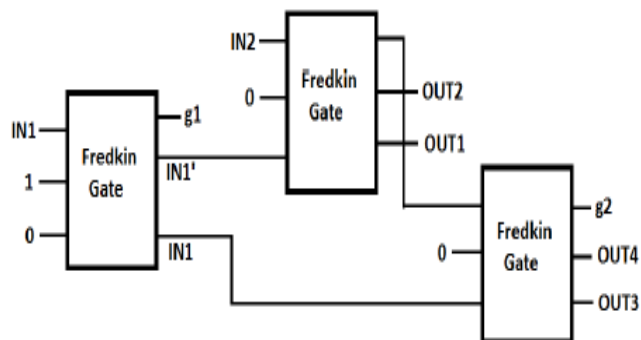 IN1
1
0
Fredkin
Gate
g1
IN1'
IN1
IN2
0
Fredkin
Gate
OUT2
OUT1
0
Fredkin
Gate
g2
OUT4
OUT3